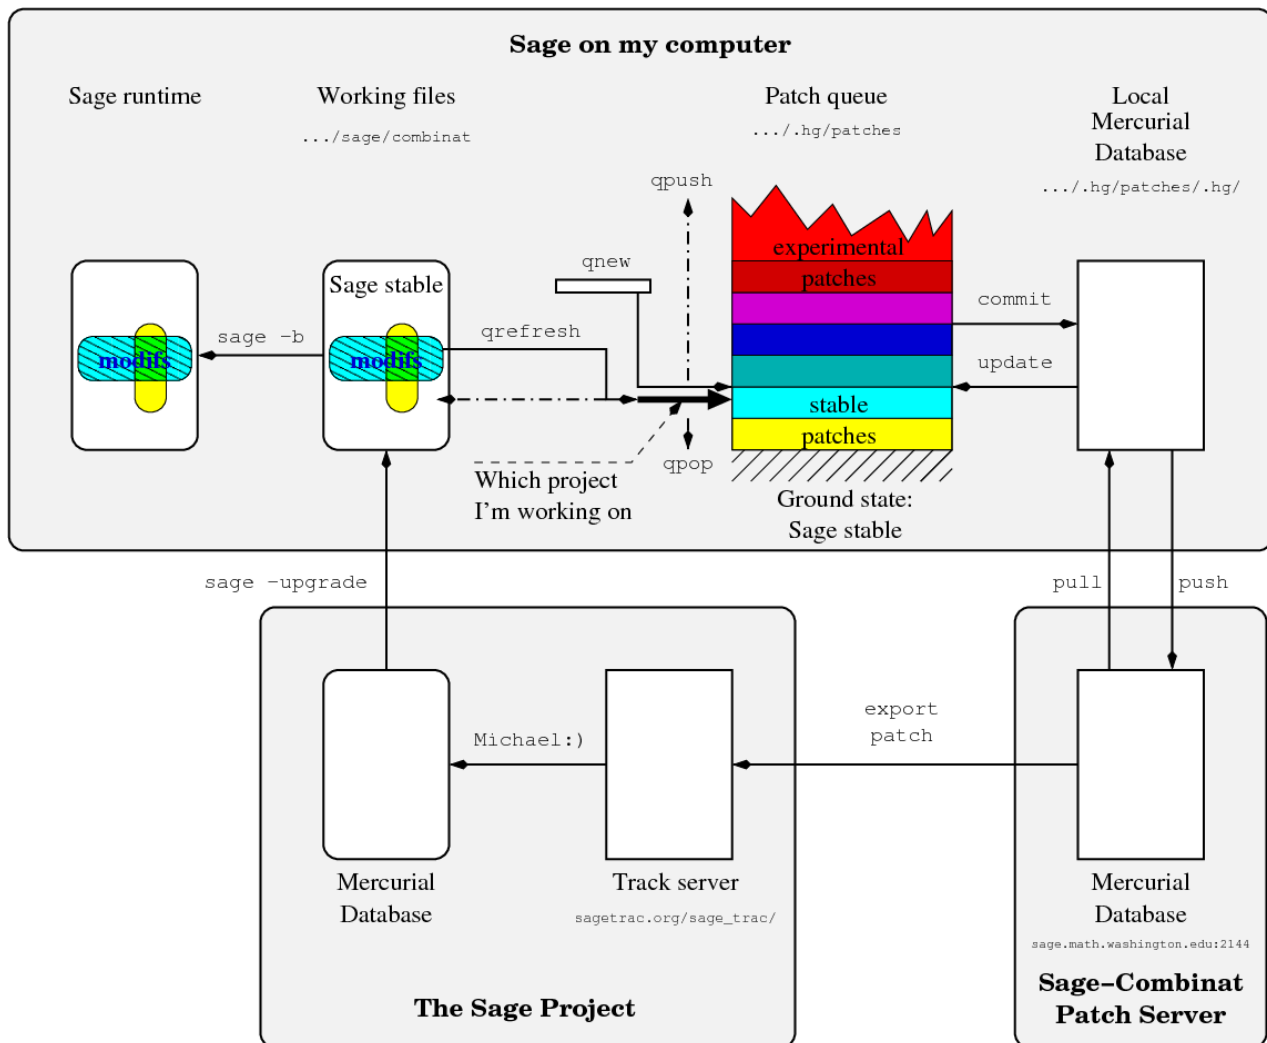 Sage on my computer
Sage runtime
Working files
.../sage/combinat
Patch queue
.../.hg/patches
Local
Mercurial
Database
.../.hg/patches/.hg/
qpush
qnew
experimental
patches
Sage stable
modifs
sage -b
modifs
qrefresh
commit
update
stable
patches
qpop
Which project
I'm working on
Ground state:
Sage stable
sage -upgrade
pull
push
Michael:)
export
patch
Mercurial
Database
Track server
sagetrac.org/sage_trac/
Mercurial
Database
sage.math.washington.edu:2144
The Sage Project
Sage-Combinat
Patch Server